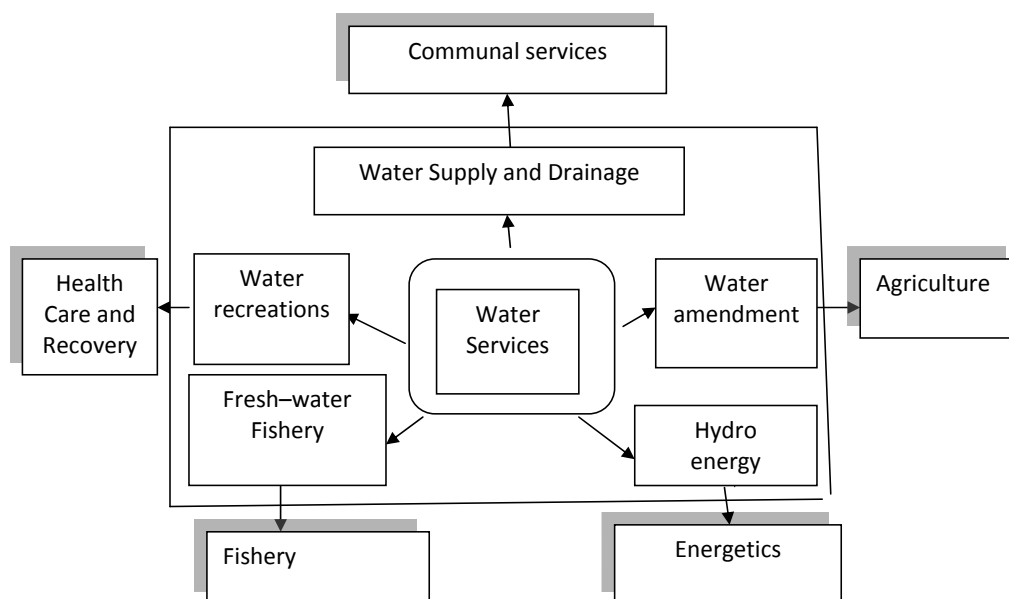 Communal services
Water Supply and Drainage
Health
Care and
Recovery
Water
recreations
Water
Services
Water
amendment
Agriculture
Fresh–water
Fishery
Hydro
energy
Fishery
Energetics